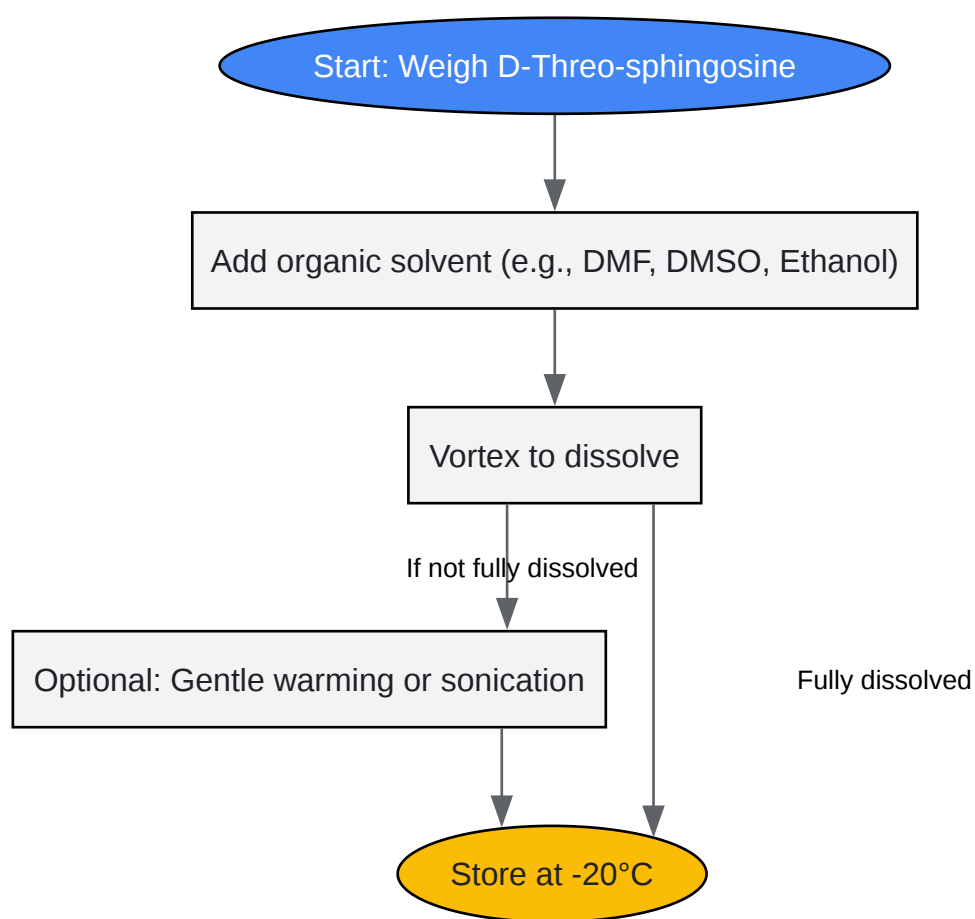 Start: Weigh D-Threo-sphingosine
Add organic solvent (e.g., DMF, DMSO, Ethanol)
Vortex to dissolve
If not fully dissolved
Optional: Gentle warming or sonication
Fully dissolved
Store at -20°C